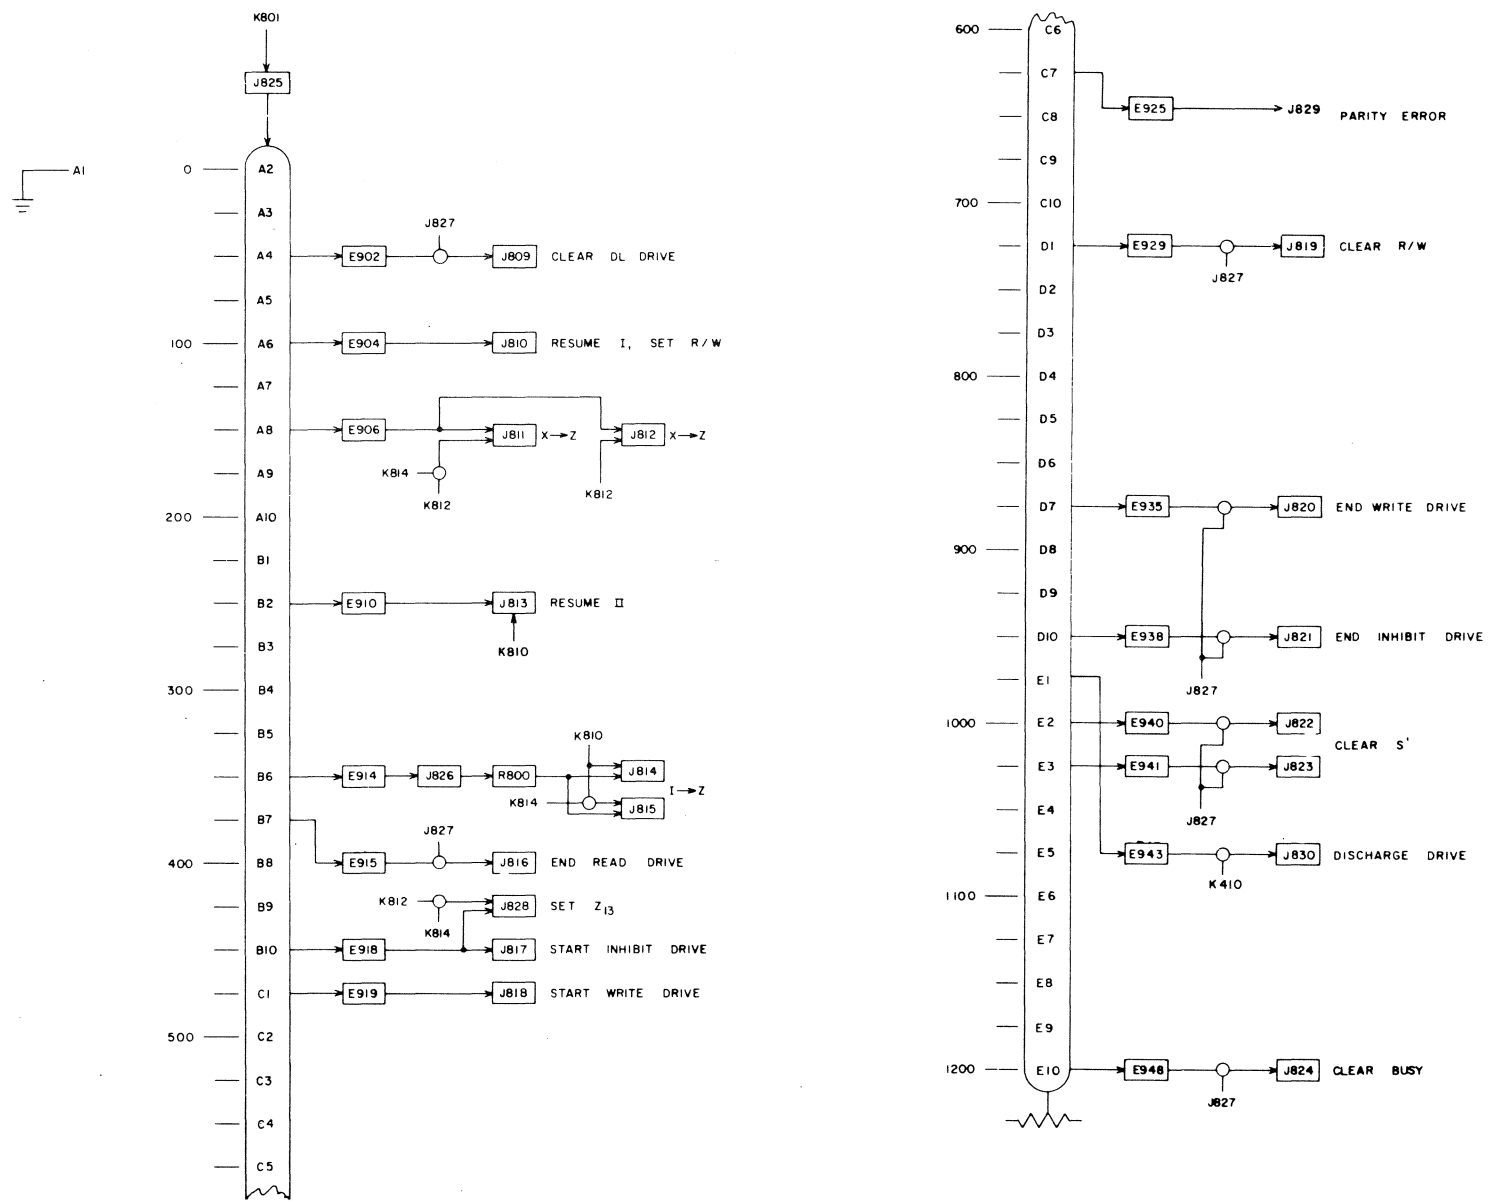 K801
J825
A1
0 A2
A3
J827
A4 E902 J809 CLEAR DL DRIVE
A5
100 A6 E904 J810 RESUME I, SET R/W
A7
A8 E906 J811 X→Z J812 X→Z
A9 K814
K812 K812
200 A10
B1
B2 E910 J813 RESUME II
B3 K810
300 B4
B5 K810
B6 E914 J826 R800 J814
I→Z
K814 J815
B7 J827
400 B8 E915 J816 END READ DRIVE
B9 K812 J828 SET Z13
K814
B10 E918 J817 START INHIBIT DRIVE
C1 E919 J818 START WRITE DRIVE
500 C2
C3
C4
C5
600 C6
C7
E925 J829 PARITY ERROR
C8
C9
700 C10
D1 E929 J819 CLEAR R/W
J827
D2
D3
800 D4
D5
D6
D7 E935 J820 END WRITE DRIVE
900 D8
D9
D10 E938 J821 END INHIBIT DRIVE
E1
J827
1000 E2 E940 J822
CLEAR S'
E3 E941 J823
E4
J827
E5 E943 J830 DISCHARGE DRIVE
K410
1100 E6
E7
E8
E9
1200 E10 E948 J824 CLEAR BUSY
J827